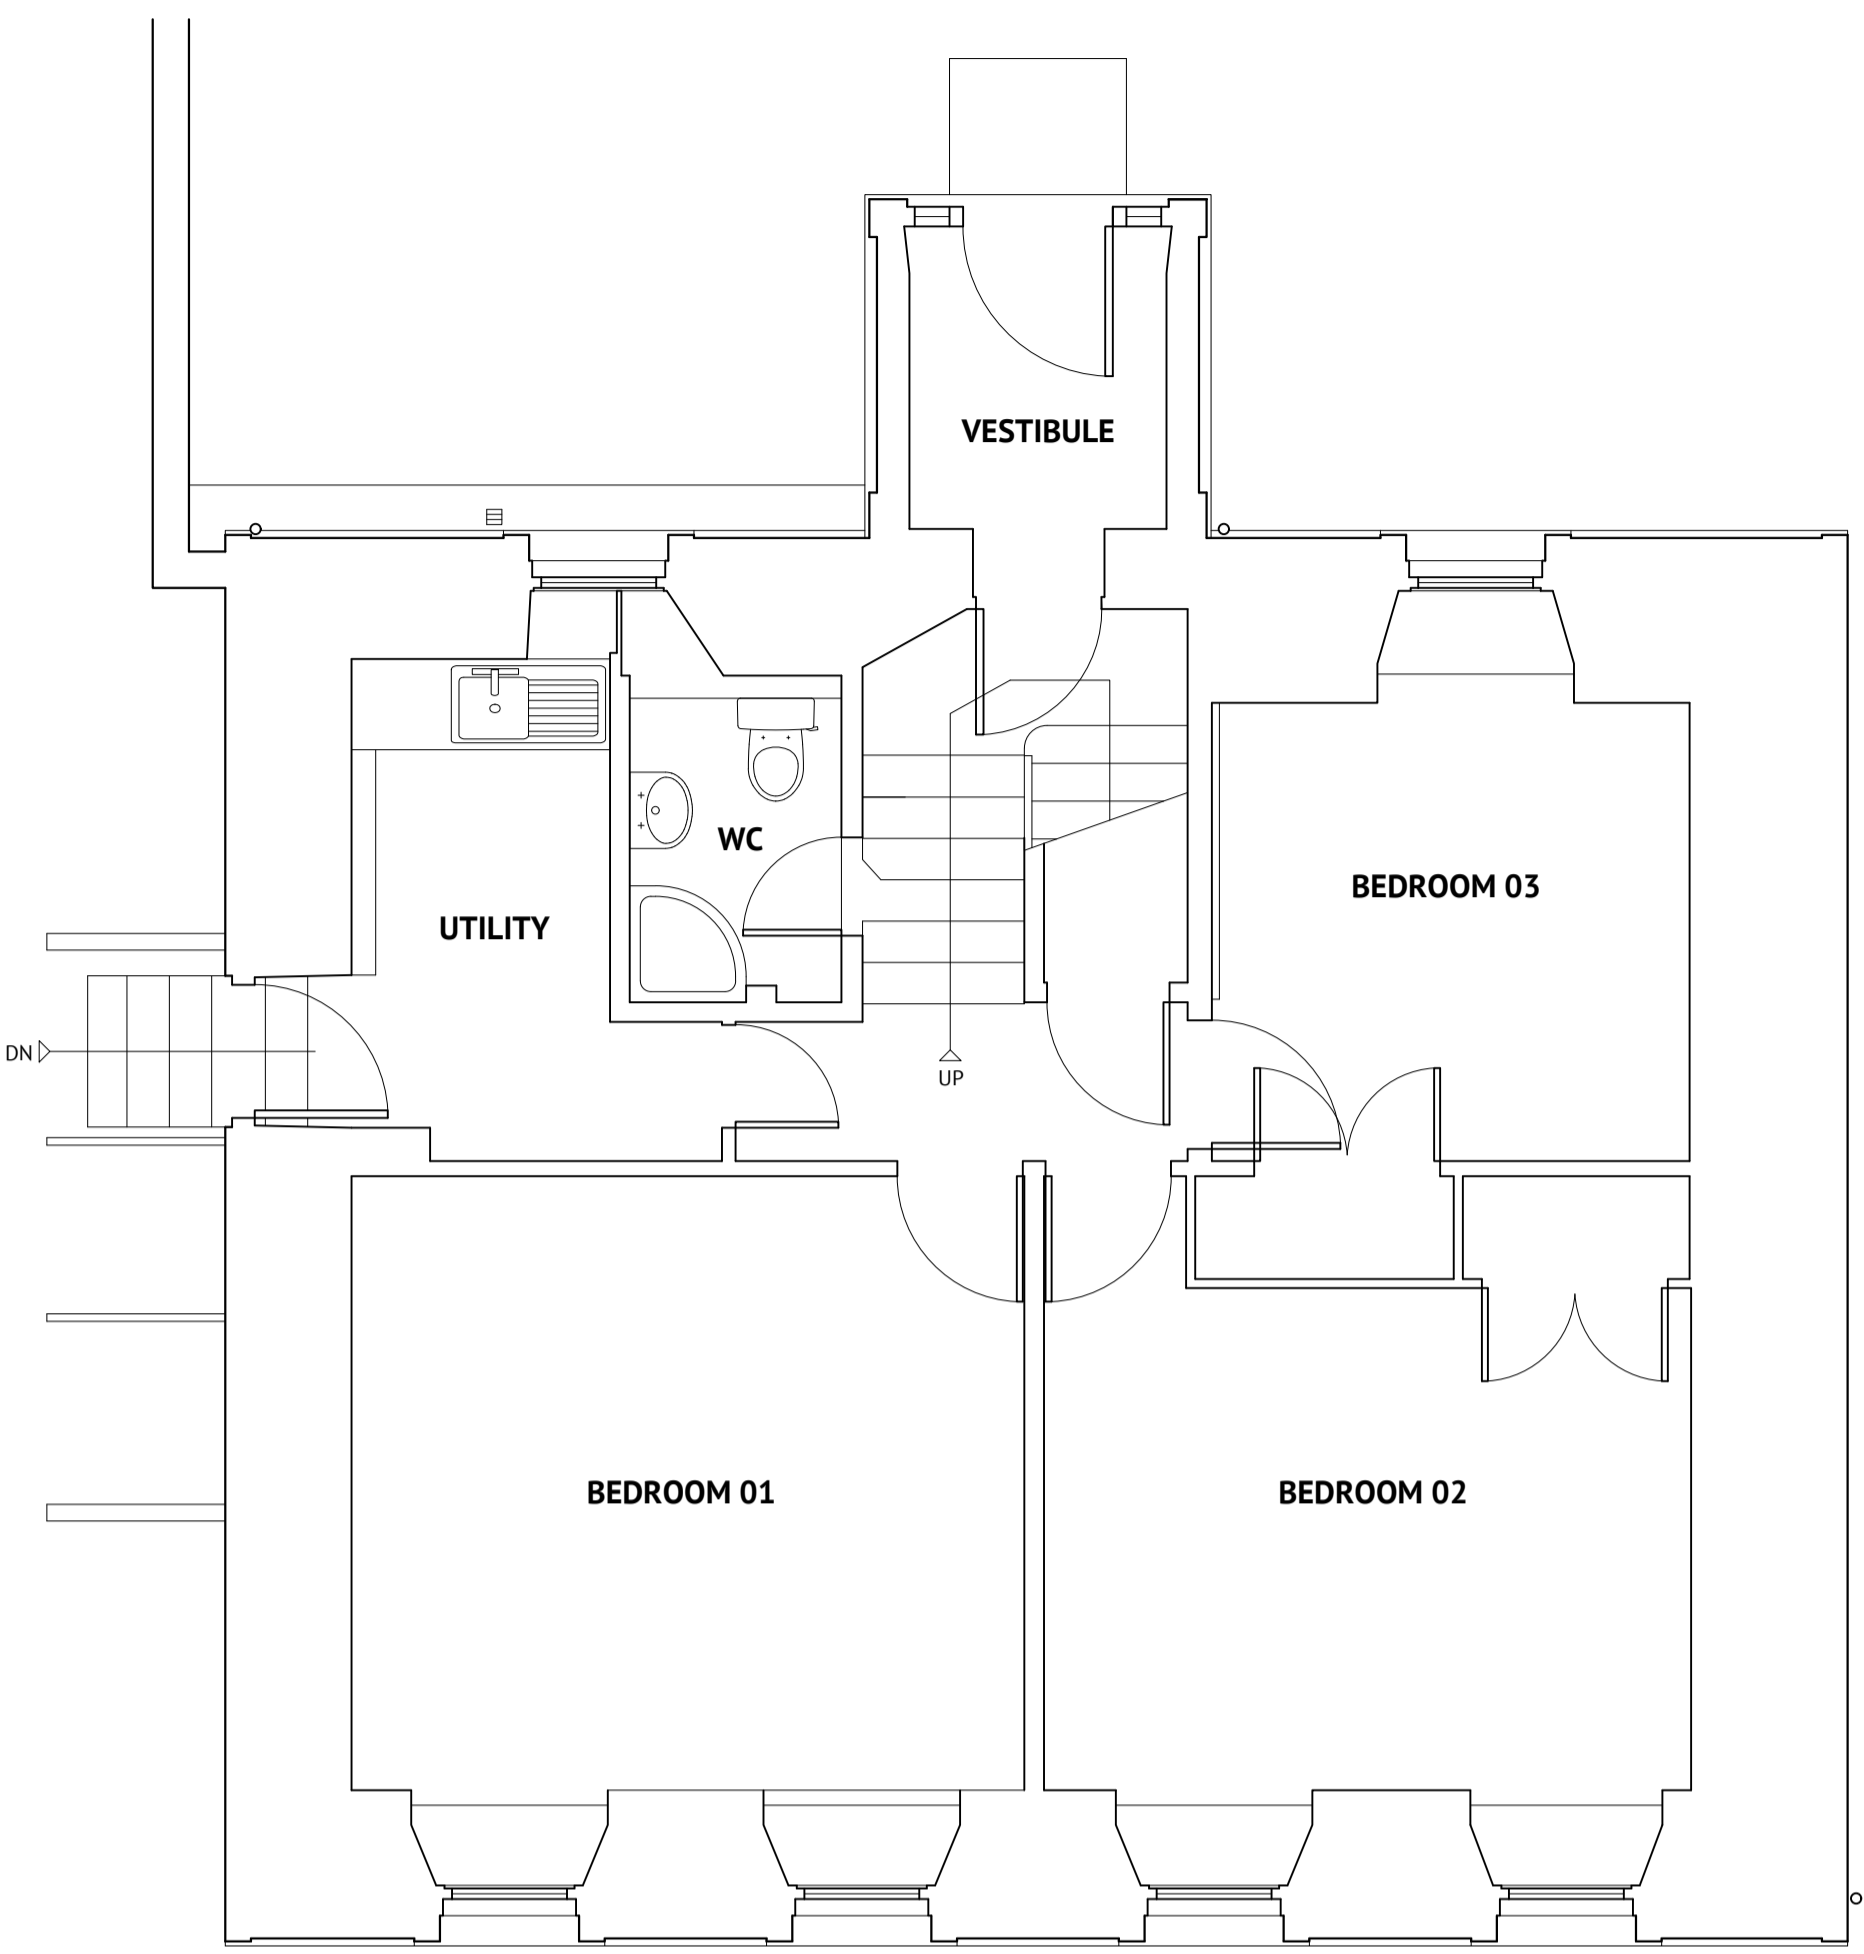 VESTIBULE
WC
BEDROOM 03
UTILITY
DN
UP
BEDROOM 01
BEDROOM 02